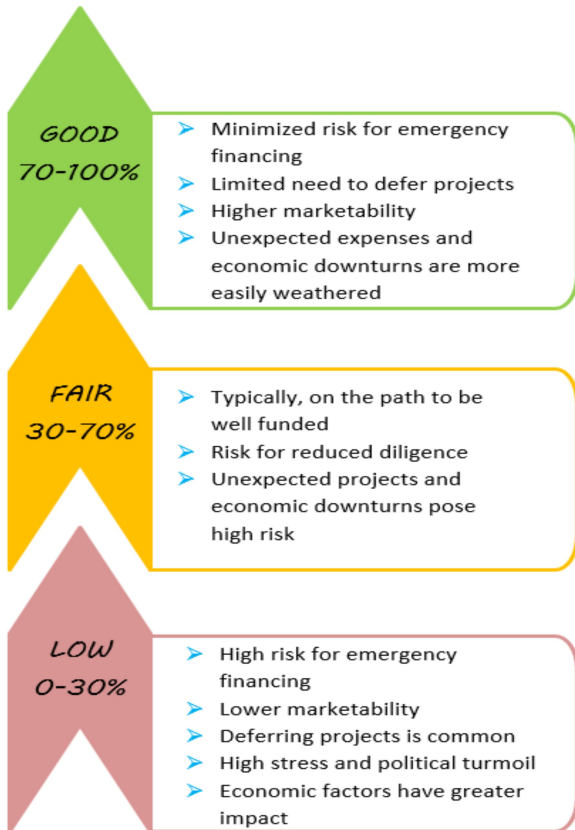 GOOD
70-100%
➤ Minimized risk for emergency
financing
➤ Limited need to defer projects
➤ Higher marketability
➤ Unexpected expenses and
economic downturns are more
easily weathered
FAIR
30-70%
➤ Typically, on the path to be
well funded
➤ Risk for reduced diligence
➤ Unexpected projects and
economic downturns pose
high risk
LOW
0-30%
➤ High risk for emergency
financing
➤ Lower marketability
➤ Deferring projects is common
➤ High stress and political turmoil
➤ Economic factors have greater
impact